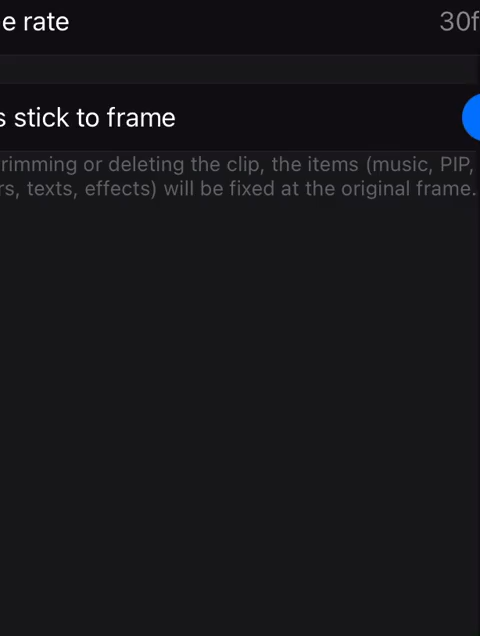 e rate
30f
s stick to frame
rimming or deleting the clip, the items (music, PIP,
rs, texts, effects) will be fixed at the original frame.